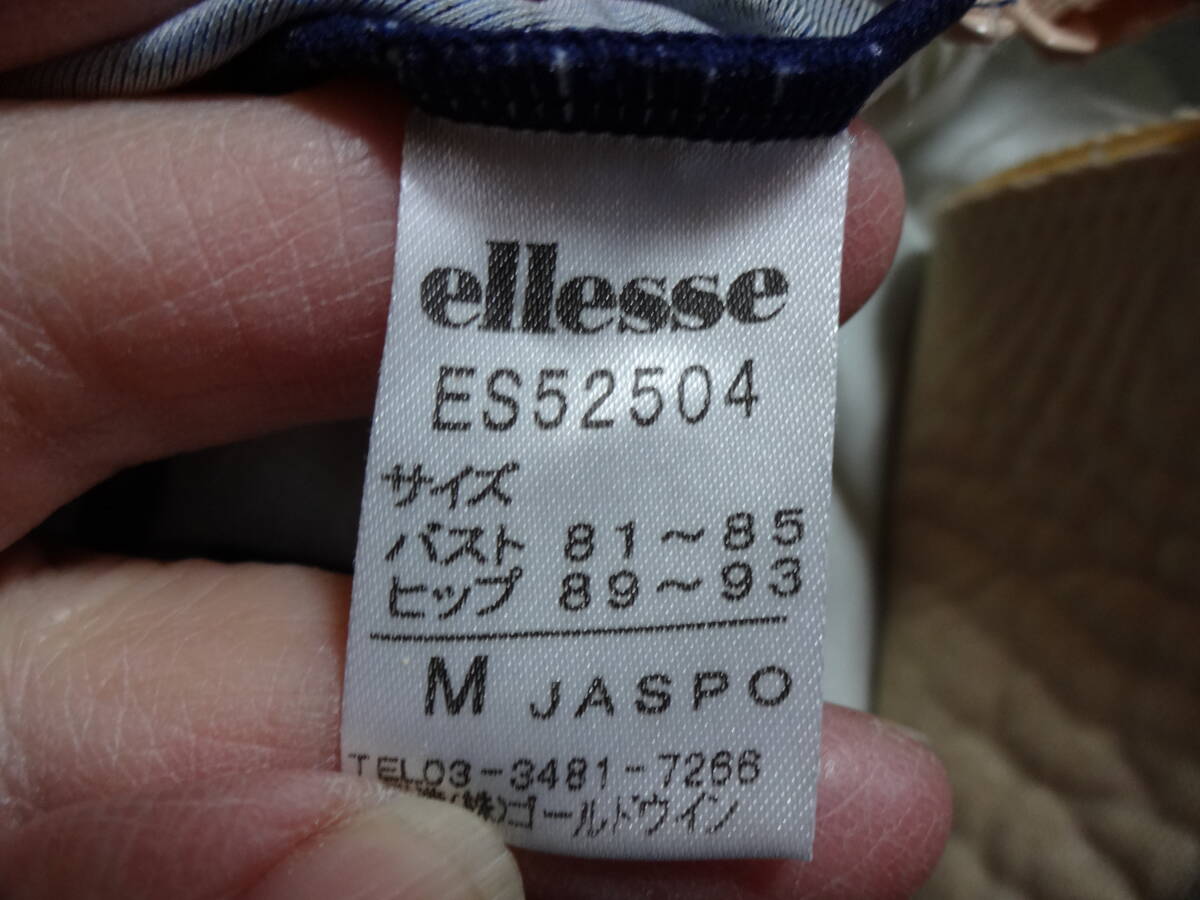 ellesse
ES52504
サイズ
バスト 81～85
ヒップ 89～93
M JASPO
TEL03-3481-7266
(株)ゴールドウイン